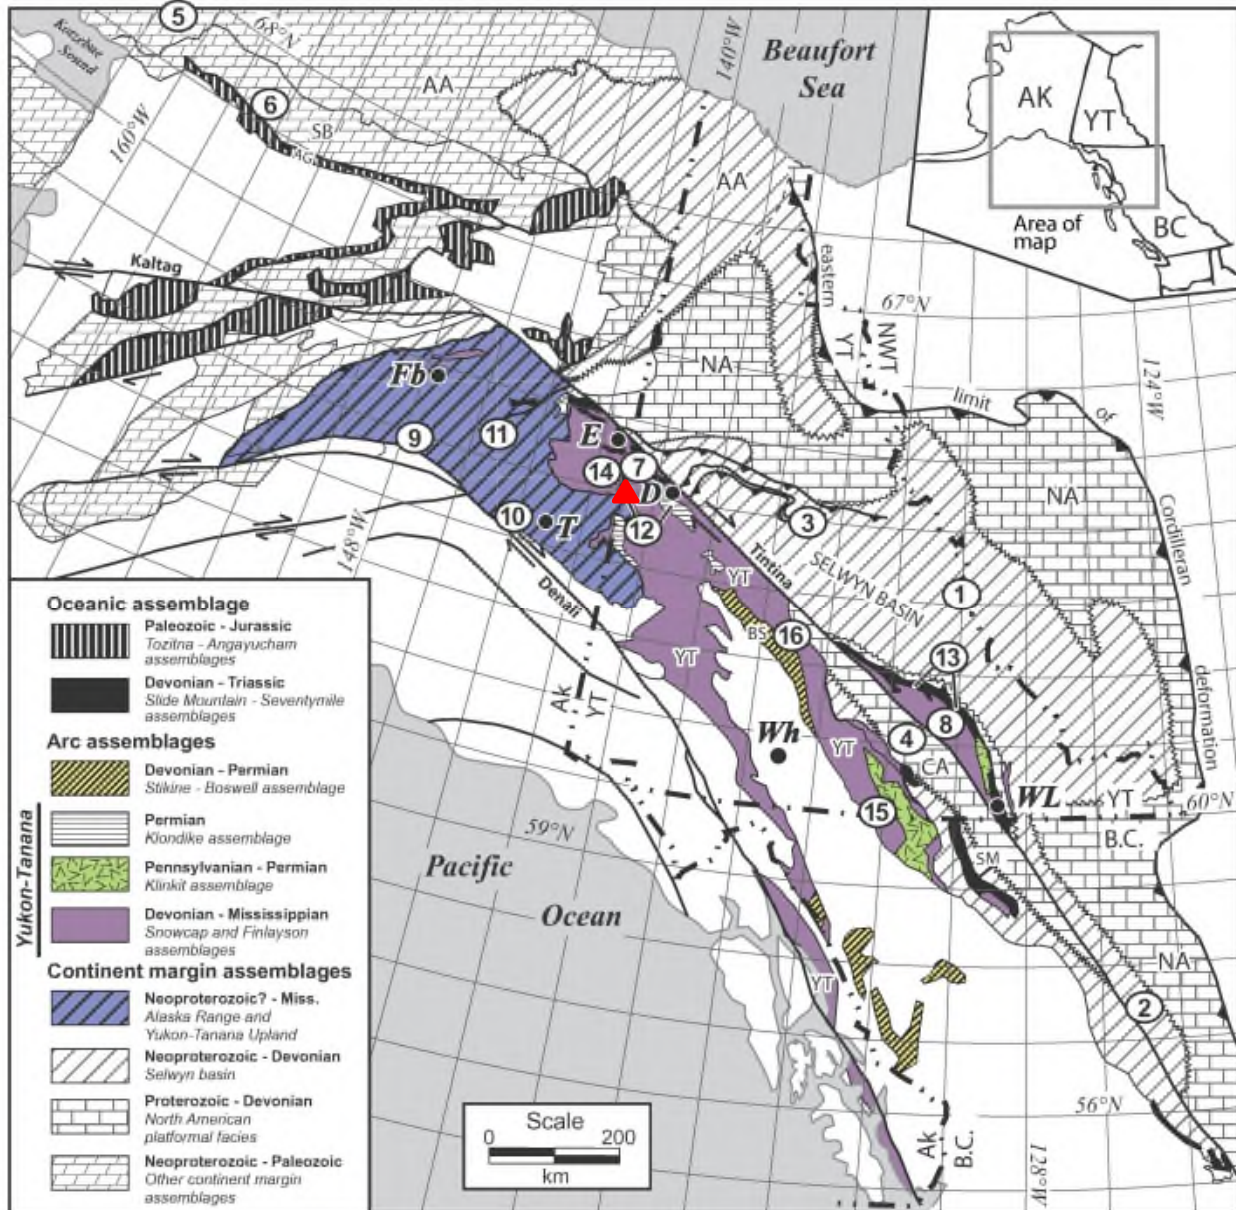 Kotzebue
Sound
5
68°N
AA
140°W
Beaufort
Sea
AK
YT
BC
Area of
map
6
160°W
SB
AG
AA
eastern
Kaltag
67°N
NWT
YT
124°W
NA
limit
of
Fb
11
9
E
14
7
D
3
NA
Cordilleran
10
T
12
148°W
Tintina
SELWYN BASIN
Denali
YT
1
BS
16
13
deformation
YT
Ak
YT
Wh
YT
4
8
CA
WL
YT
60°N
B.C.
15
59°N
SM
Pacific
Ocean
YT
NA
2
56°N
Ak
B.C.
128°W
Scale
0 200
km
Oceanic assemblage
Paleozoic - Jurassic
Tozitna - Angayucham
assemblages
Devonian - Triassic
Slide Mountain - Seventymile
assemblages
Arc assemblages
Devonian - Permian
Stikine - Boswell assemblage
Yukon-Tanana
Permian
Klondike assemblage
Pennsylvanian - Permian
Klinkit assemblage
Devonian - Mississippian
Snowcap and Finlayson
assemblages
Continent margin assemblages
Neoproterozoic? - Miss.
Alaska Range and
Yukon-Tanana Upland
Neoproterozoic - Devonian
Selwyn basin
Proterozoic - Devonian
North American
platformal facies
Neoproterozoic - Paleozoic
Other continent margin
assemblages